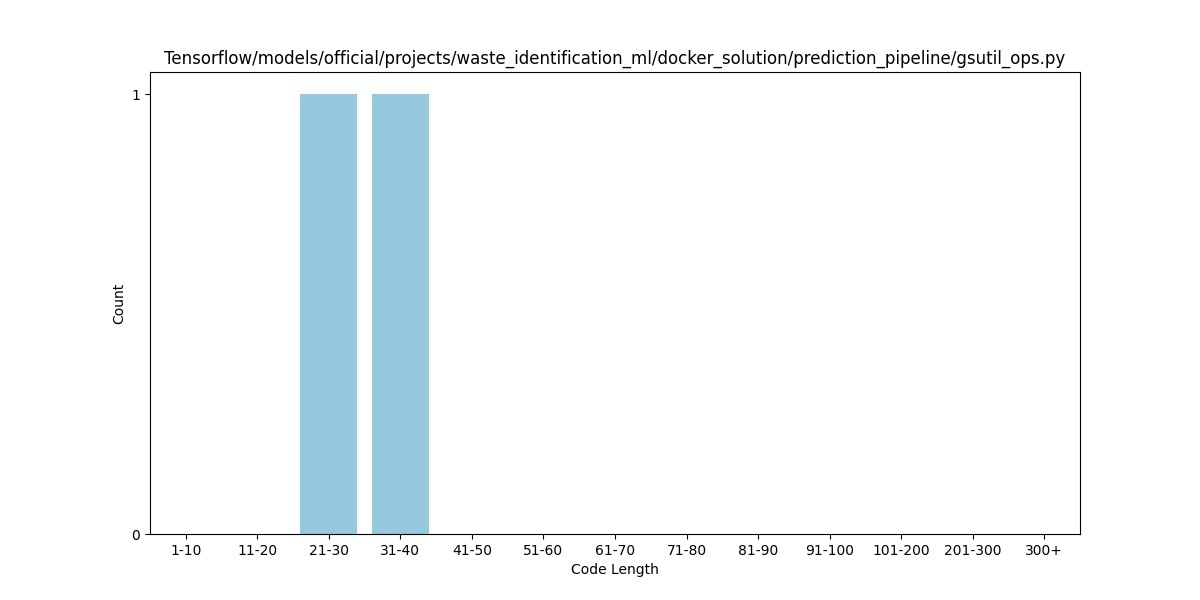 Tensorflow/models/official/projects/waste_identification_ml/docker_solution/prediction_pipeline/gsutil_ops.py
1
Count
0
1-10 11-20 21-30 31-40 41-50 51-60 61-70 71-80 81-90 91-100 101-200 201-300 300+
Code Length